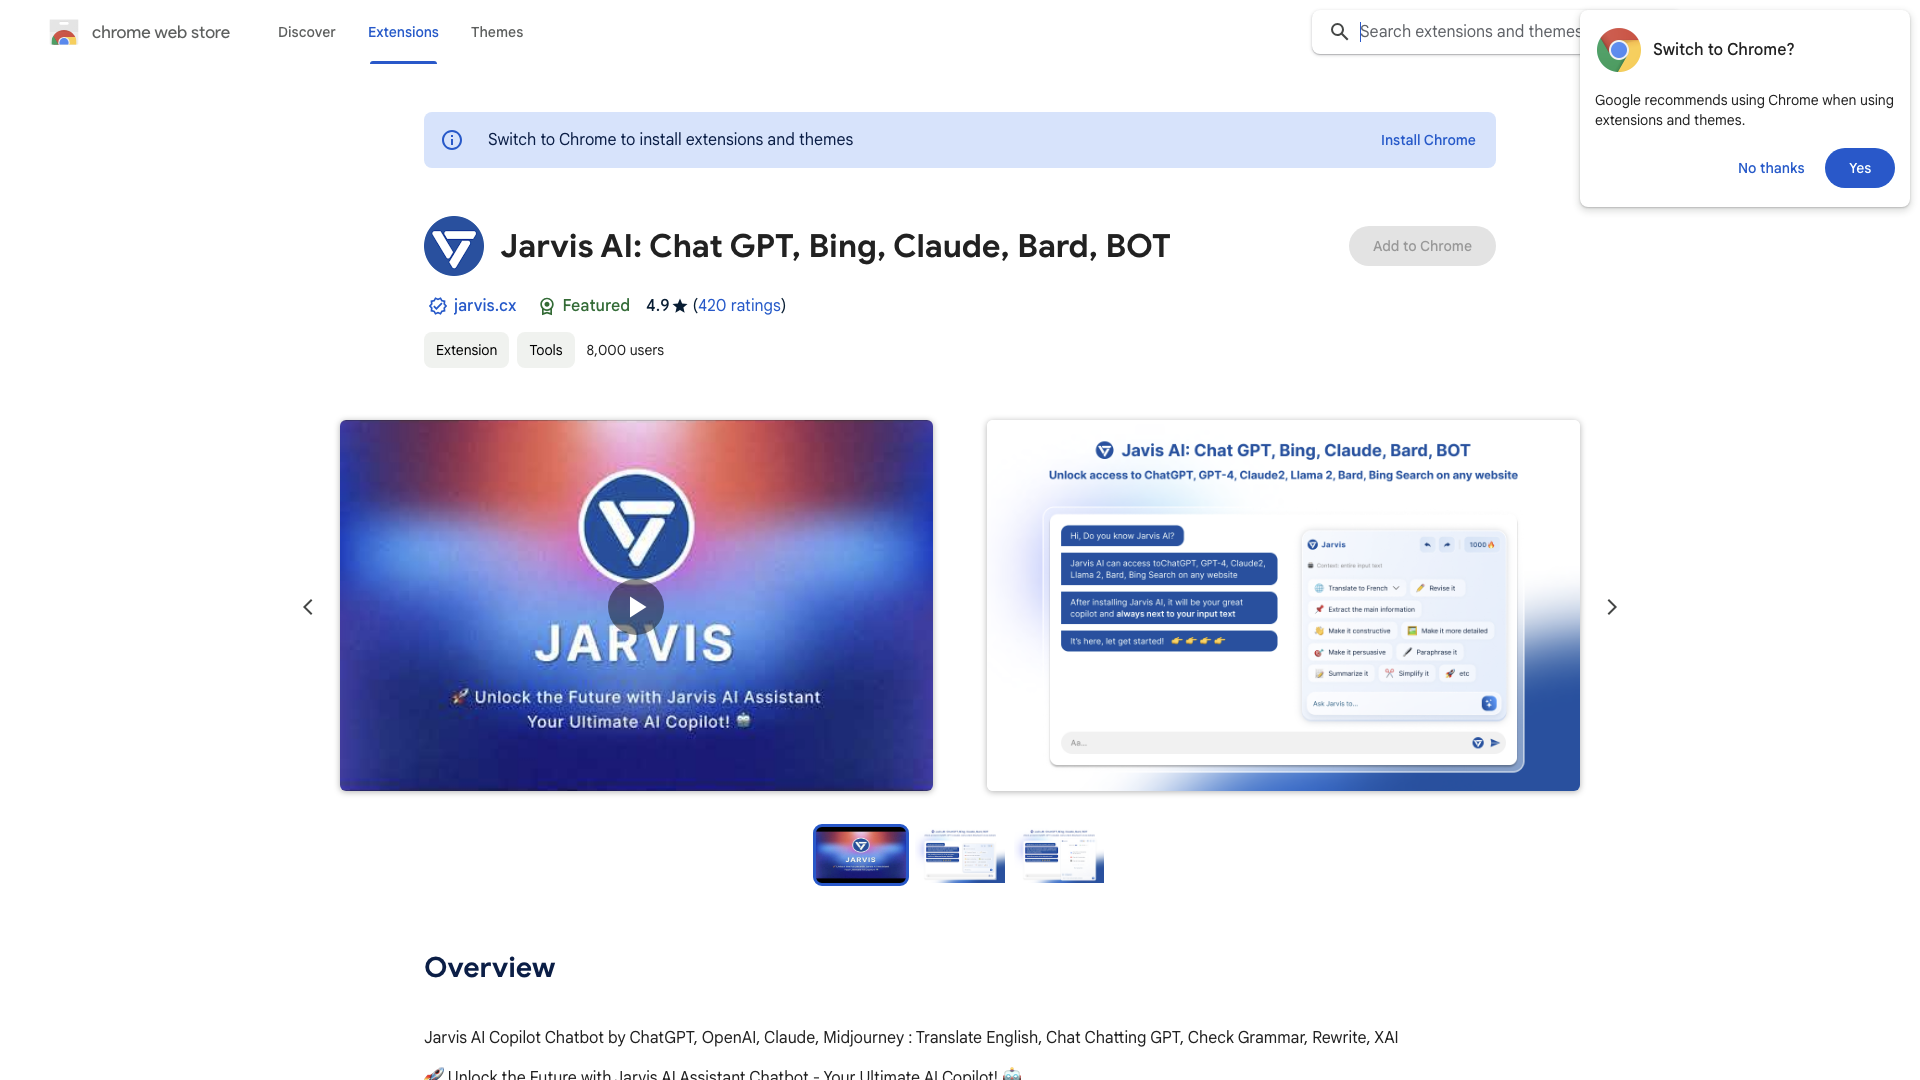 chrome web store
Discover
Extensions
Themes
Search extensions and themes
Switch to Chrome?
Google recommends using Chrome when using
extensions and themes.
No thanks
Yes
Switch to Chrome to install extensions and themes
Install Chrome
Jarvis AI: Chat GPT, Bing, Claude, Bard, BOT
Add to Chrome
jarvis.cx
Featured
4.9 ★ (420 ratings)
Extension
Tools
8,000 users
JARVIS
🚀 Unlock the Future with Jarvis AI Assistant
Your Ultimate AI Copilot! 🤖
Javis AI: Chat GPT, Bing, Claude, Bard, BOT
Unlock access to ChatGPT, GPT-4, Claude2, Llama 2, Bard, Bing Search on any website
Hi, Do you know Jarvis AI?
Jarvis AI can access toChatGPT, GPT-4, Claude2,
Llama 2, Bard, Bing Search on any website
After installing Jarvis AI, it will be your great
copilot and always next to your input text
It's here, let get started! 👉 👉 👉 👉
Aa...
Jarvis
1000🔥
Context: entire input text
Translate to French
Revise it
Extract the main information
Make it constructive
Make it more detailed
Make it persuasive
Paraphrase it
Summarize it
Simplify it
etc
Ask Jarvis to...
JARVIS
Overview
Jarvis AI Copilot Chatbot by ChatGPT, OpenAI, Claude, Midjourney : Translate English, Chat Chatting GPT, Check Grammar, Rewrite, XAI
🚀 Unlock the Future with Jarvis AI Assistant Chatbot - Your Ultimate AI Copilot! 🤖